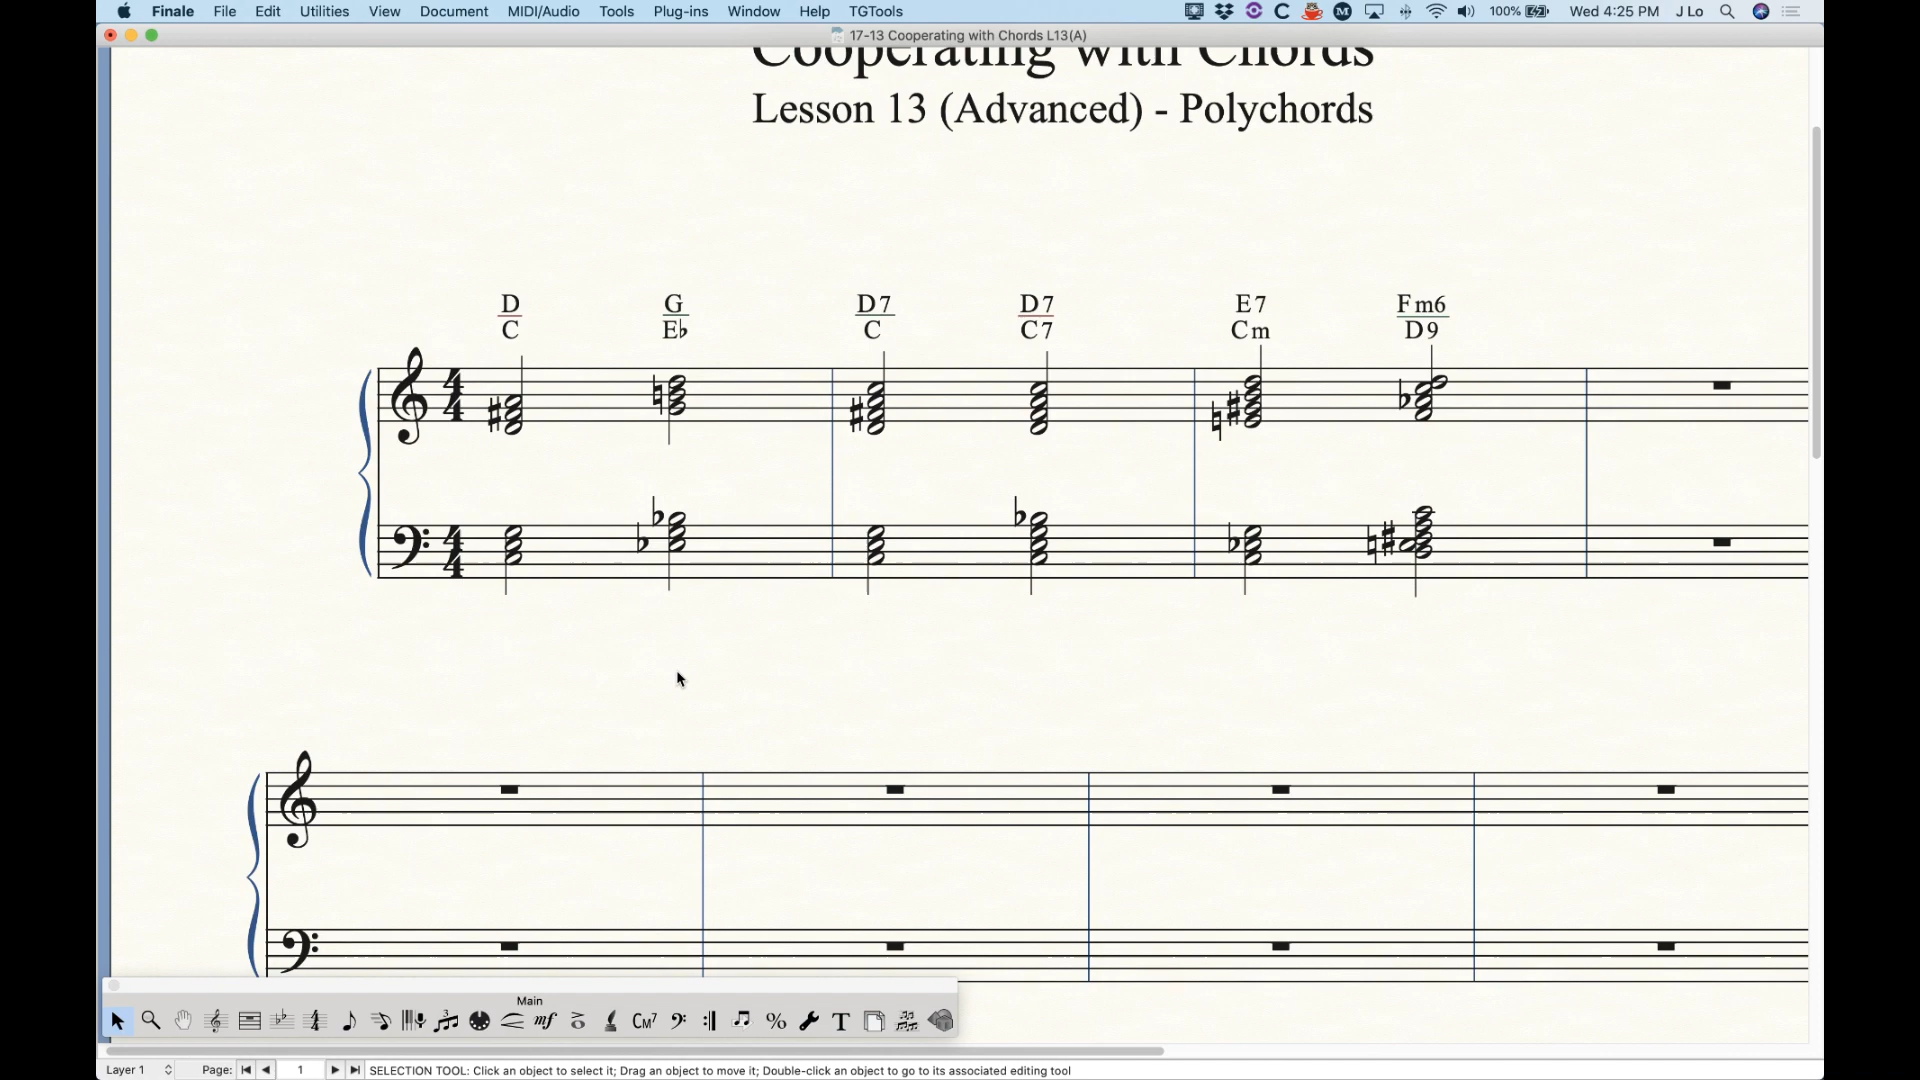 Finale File Edit Utilities View Document MIDI/Audio Tools Plug-ins Window Help TGTools 100% Wed 4:25 PM J Lo
17-13 Cooperating with Chords L13(A)
Cooperating with Chords
Lesson 13 (Advanced) - Polychords
D G D7 D7 E7 Fm6
C E♭ C C7 Cm D9
Main
mf CM7 % T
Layer 1 Page: 1 SELECTION TOOL: Click an object to select it; Drag an object to move it; Double-click an object to go to its associated editing tool